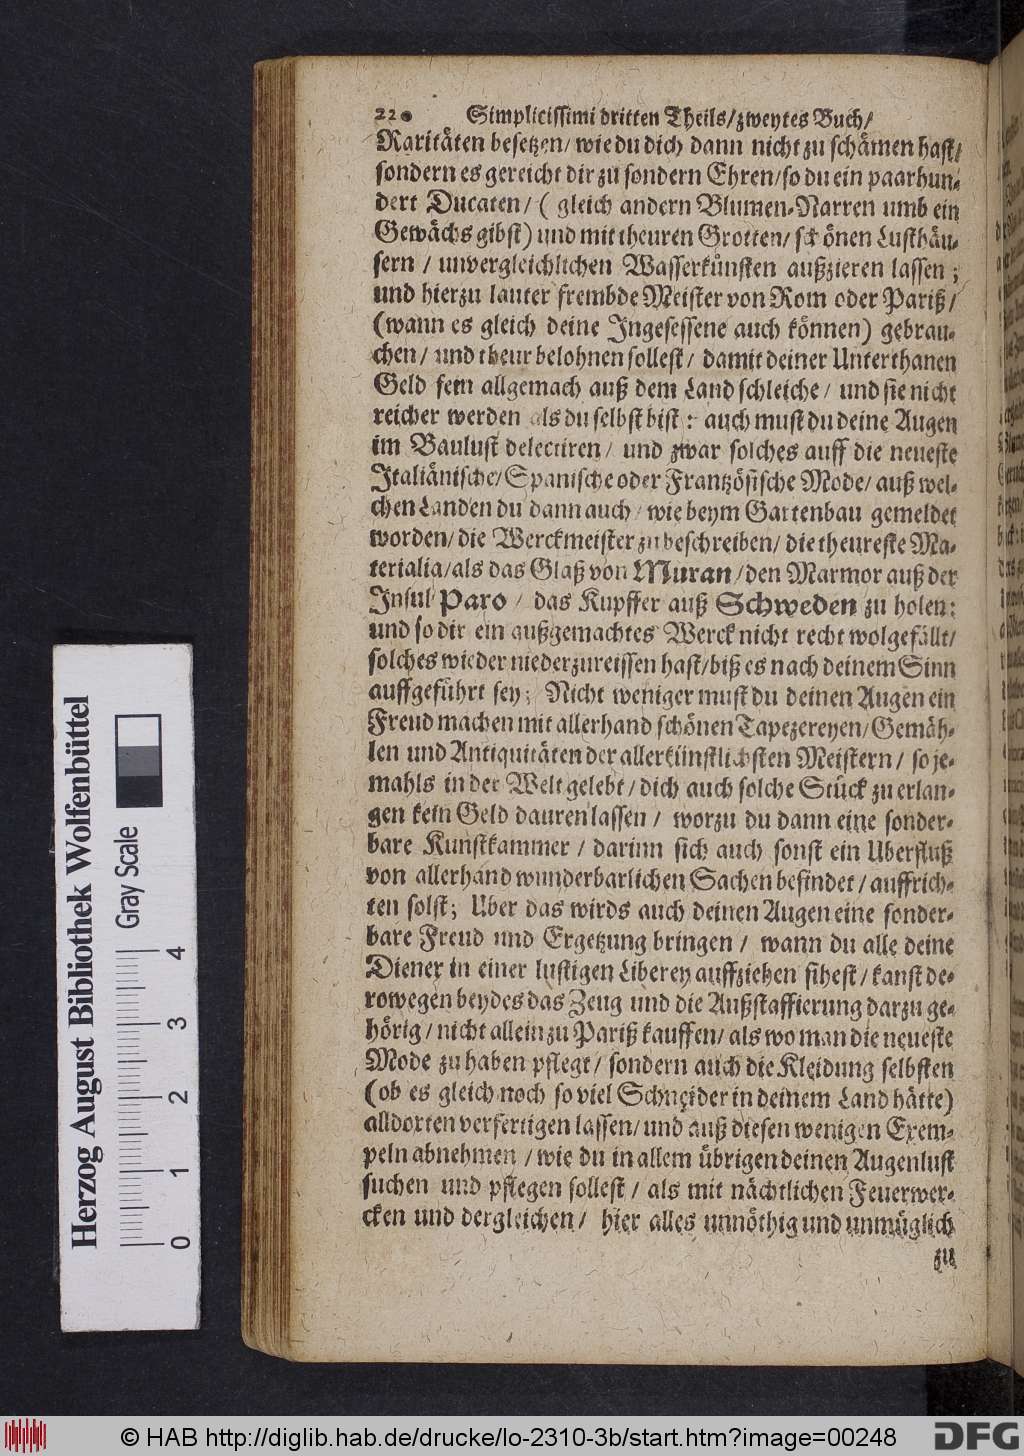 220 Simplicissimi dritten Theils/zweytes Buch/
Raritäten besetzen/ wie du dich dann nicht zu schämen hast/
sondern es gereicht dir zu sondern Ehren/so du ein paar hun-
dert Ducaten/ ( gleich andern Blumen-Narren umb ein
Gewächs gibst) und mit theuren Grotten/ schönen Lusthäu-
sern / unvergleichlichen Wasserkünsten außzieren lassen ;
und hierzu lauter frembde Meister von Rom oder Pariß /
(wann es gleich deine Ingesessene auch können) gebrau-
chen/ und theur belohnen sollest/ damit deiner Unterthanen
Geld fein allgemach auß dem Land schleiche/ und sie nicht
reicher werden als du selbst bist : auch must du deine Augen
im Baulust delectiren/ und zwar solches auff die neueste
Italiänische/ Spanische oder Frantzösische Mode/ auß wel-
chen Landen du dann auch/ wie beym Gartenbau gemeldet
worden/ die Werckmeister zu beschreiben/ die theureste Ma-
terialia/als das Glaß von Muran/den Marmor auß der
Insul Paro / das Kupffer auß Schweden zu holen:
und so dir ein außgemachtes Werck nicht recht wolgefällt/
solches wieder niederzureissen hast/biß es nach deinem Sinn
auffgeführt sey; Nicht weniger must du deinen Augen ein
Freud machen mit allerhand schönen Tapezereyen/Gemäh-
len und Antiquitäten der allerkünstlichsten Meistern / so je-
mahls in der Welt gelebt/ dich auch solche Stück zu erlan-
gen kein Geld dauren lassen / worzu du dann eine sonder-
bare Kunstkammer / darinn sich auch sonst ein Uberfluß
von allerhand wunderbarlichen Sachen befindet/ auffrich-
ten solst; Uber das wirds auch deinen Augen eine sonder-
bare Freud und Ergetzung bringen / wann du alle deine
Diener in einer lustigen Liberey auffziehen sihest/ kanst de-
rowegen beydes das Zeug und die Außstaffierung darzu ge-
hörig/ nicht allein zu Pariß kauffen/ als wo man die neueste
Mode zu haben pflegt/ sondern auch die Kleidung selbsten
(ob es gleich noch so viel Schneider in deinem Land hätte)
alldorten verfertigen lassen/ und auß diesen wenigen Exem-
peln abnehmen / wie du in allem übrigen deinen Augenlust
suchen und pflegen sollest / als mit nächtlichen Feuerwer-
cken und dergleichen/ hier alles unnöthig und unmüglich
zu
Herzog August Bibliothek Wolfenbüttel
Gray Scale
0 1 2 3 4
© HAB http://diglib.hab.de/drucke/lo-2310-3b/start.htm?image=00248
DFG